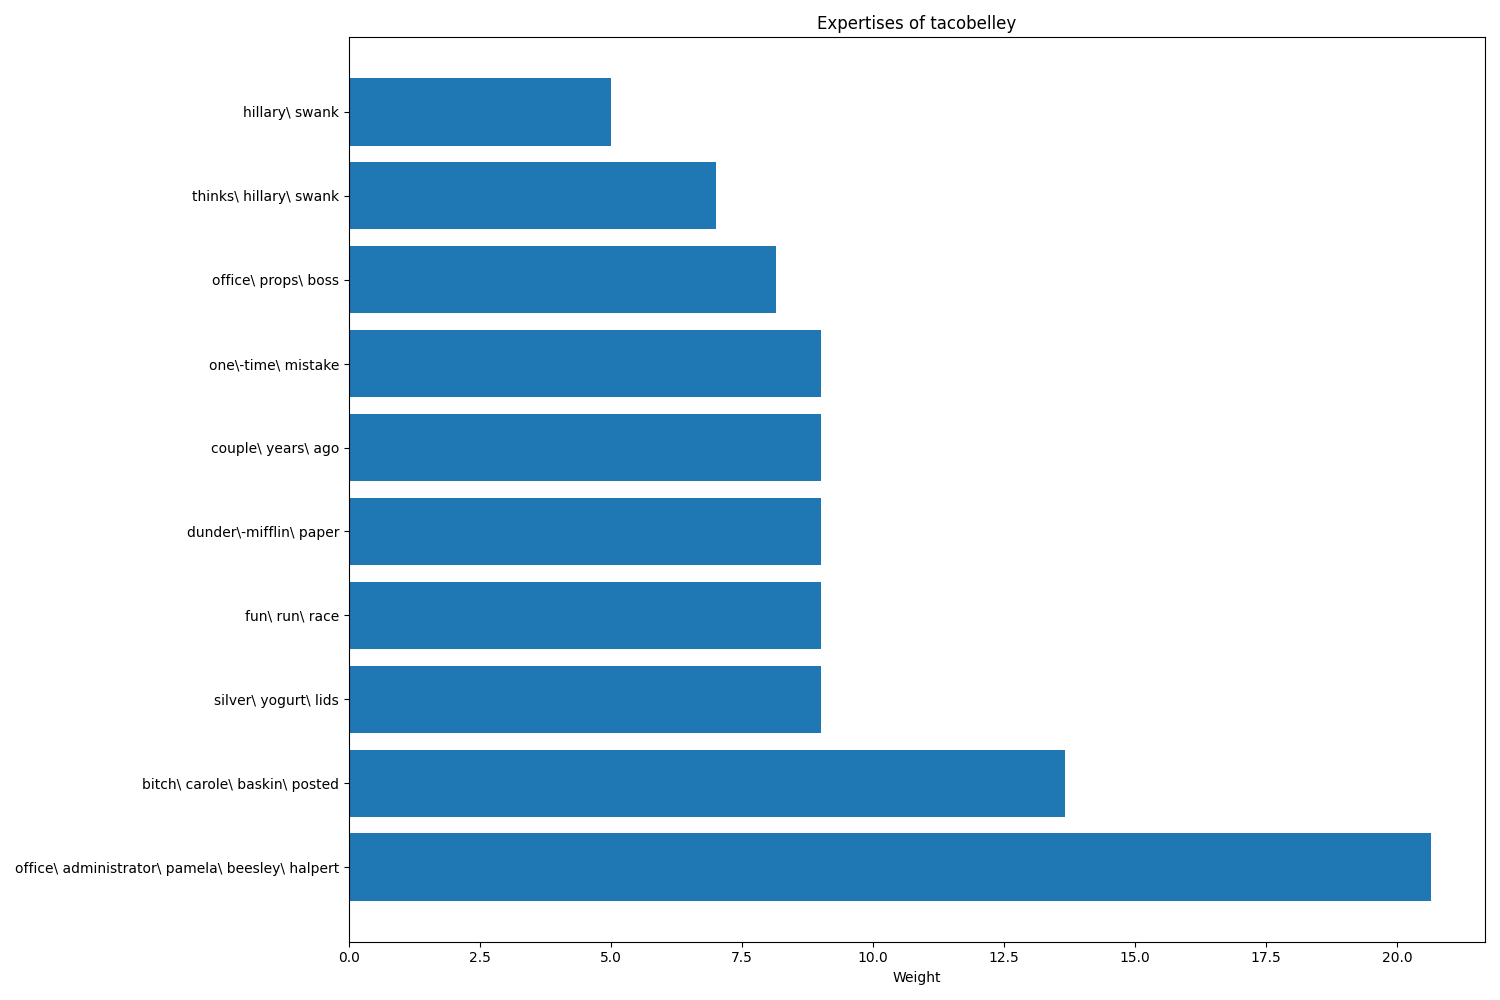 Expertises of tacobelley
hillary\ swank
thinks\ hillary\ swank
office\ props\ boss
one\-time\ mistake
couple\ years\ ago
dunder\-mifflin\ paper
fun\ run\ race
silver\ yogurt\ lids
bitch\ carole\ baskin\ posted
office\ administrator\ pamela\ beesley\ halpert
0.0 2.5 5.0 7.5 10.0 12.5 15.0 17.5 20.0
Weight